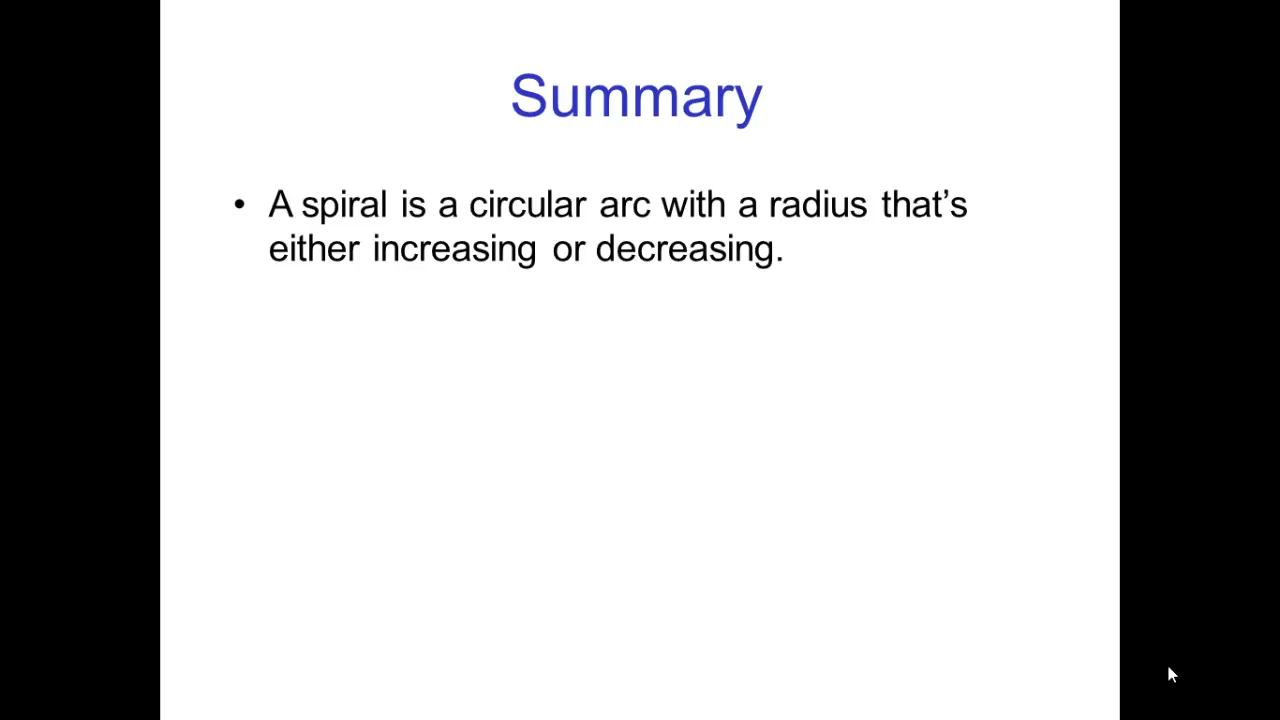 Summary
• A spiral is a circular arc with a radius that’s
either increasing or decreasing.